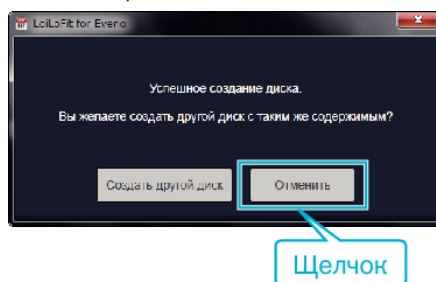 LoiLoFit for Everio
Успешное создание диска.
Вы желаете создать другой диск с таким же содержимым?
Создать другой диск
Отменить
Щелчок